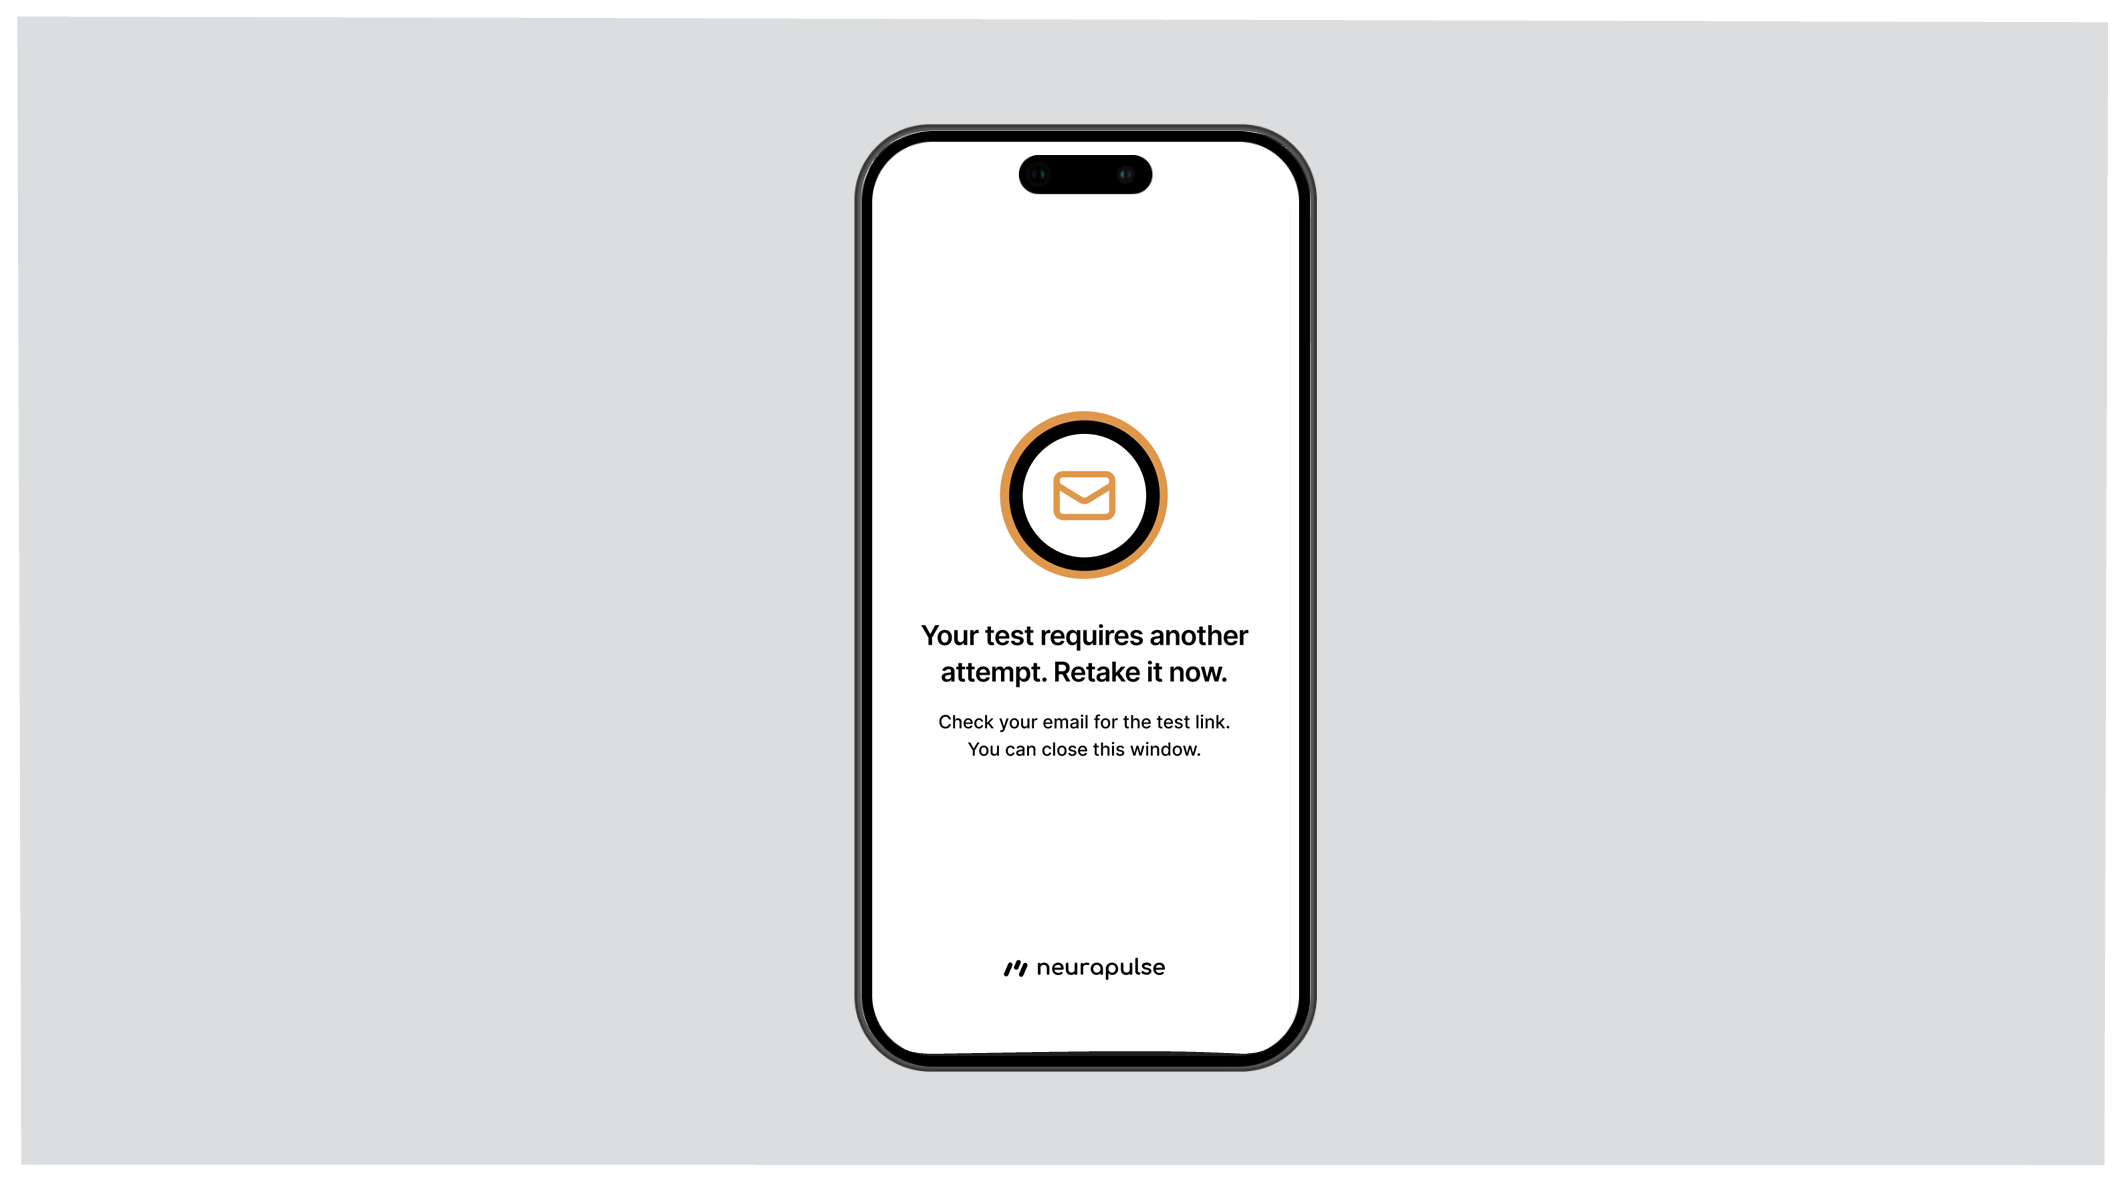 Your test requires another
attempt. Retake it now.
Check your email for the test link.
You can close this window.
neurapulse